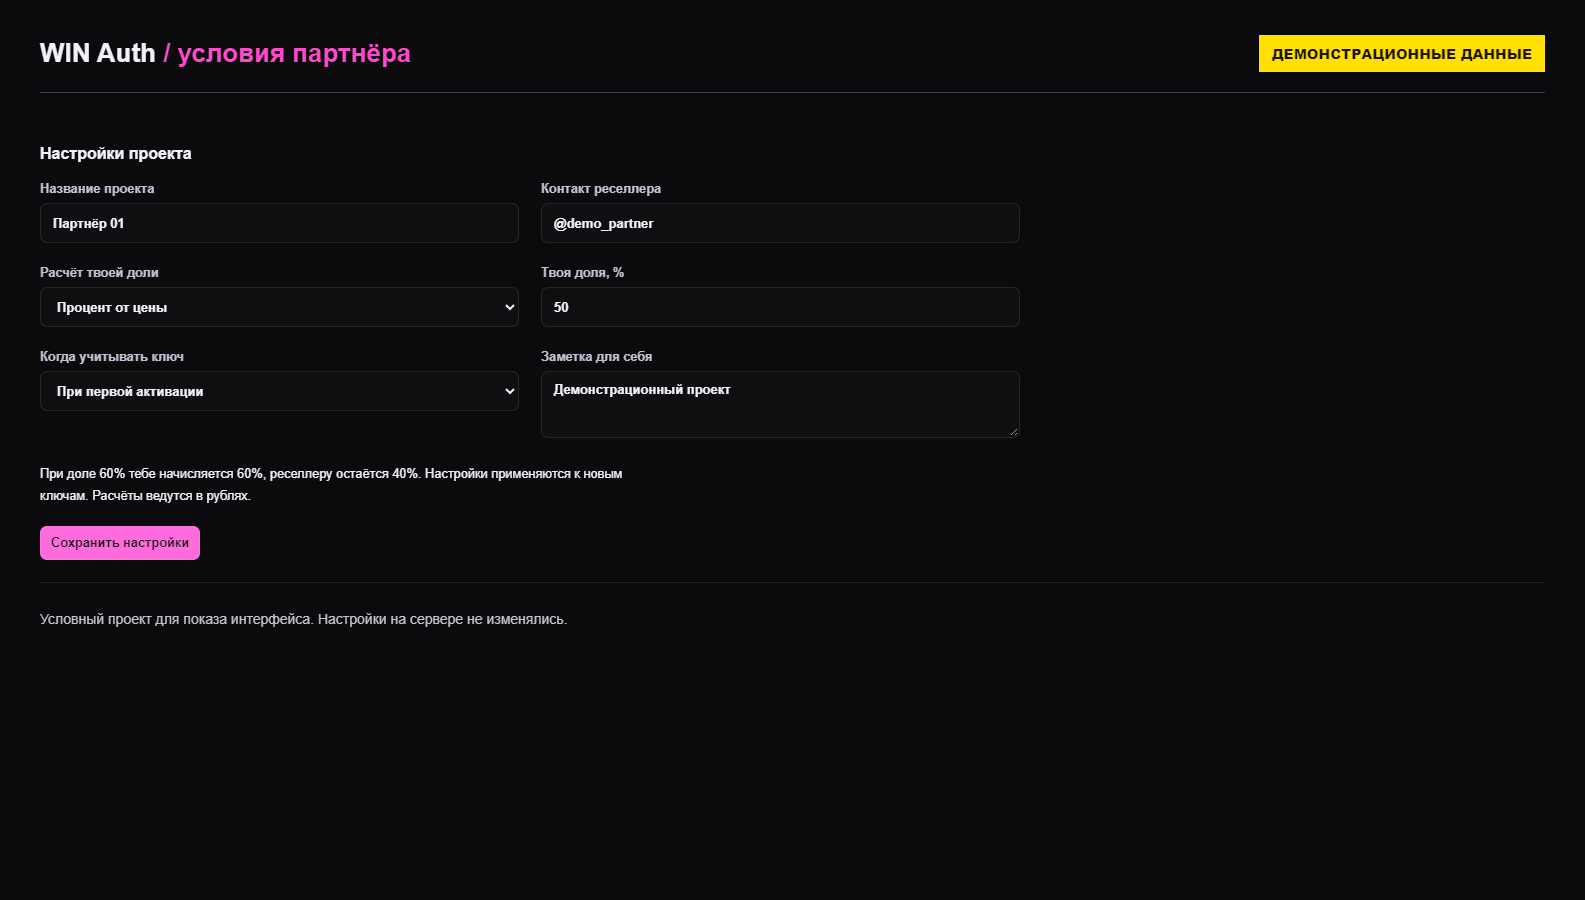 WIN Auth / условия партнёра
ДЕМОНСТРАЦИОННЫЕ ДАННЫЕ
Настройки проекта
Название проекта
Контакт реселлера
Партнёр 01
@demo_partner
Расчёт твоей доли
Твоя доля, %
Процент от цены
50
Когда учитывать ключ
Заметка для себя
При первой активации
Демонстрационный проект
При доле 60% тебе начисляется 60%, реселлеру остаётся 40%. Настройки применяются к новым
ключам. Расчёты ведутся в рублях.
Сохранить настройки
Условный проект для показа интерфейса. Настройки на сервере не изменялись.